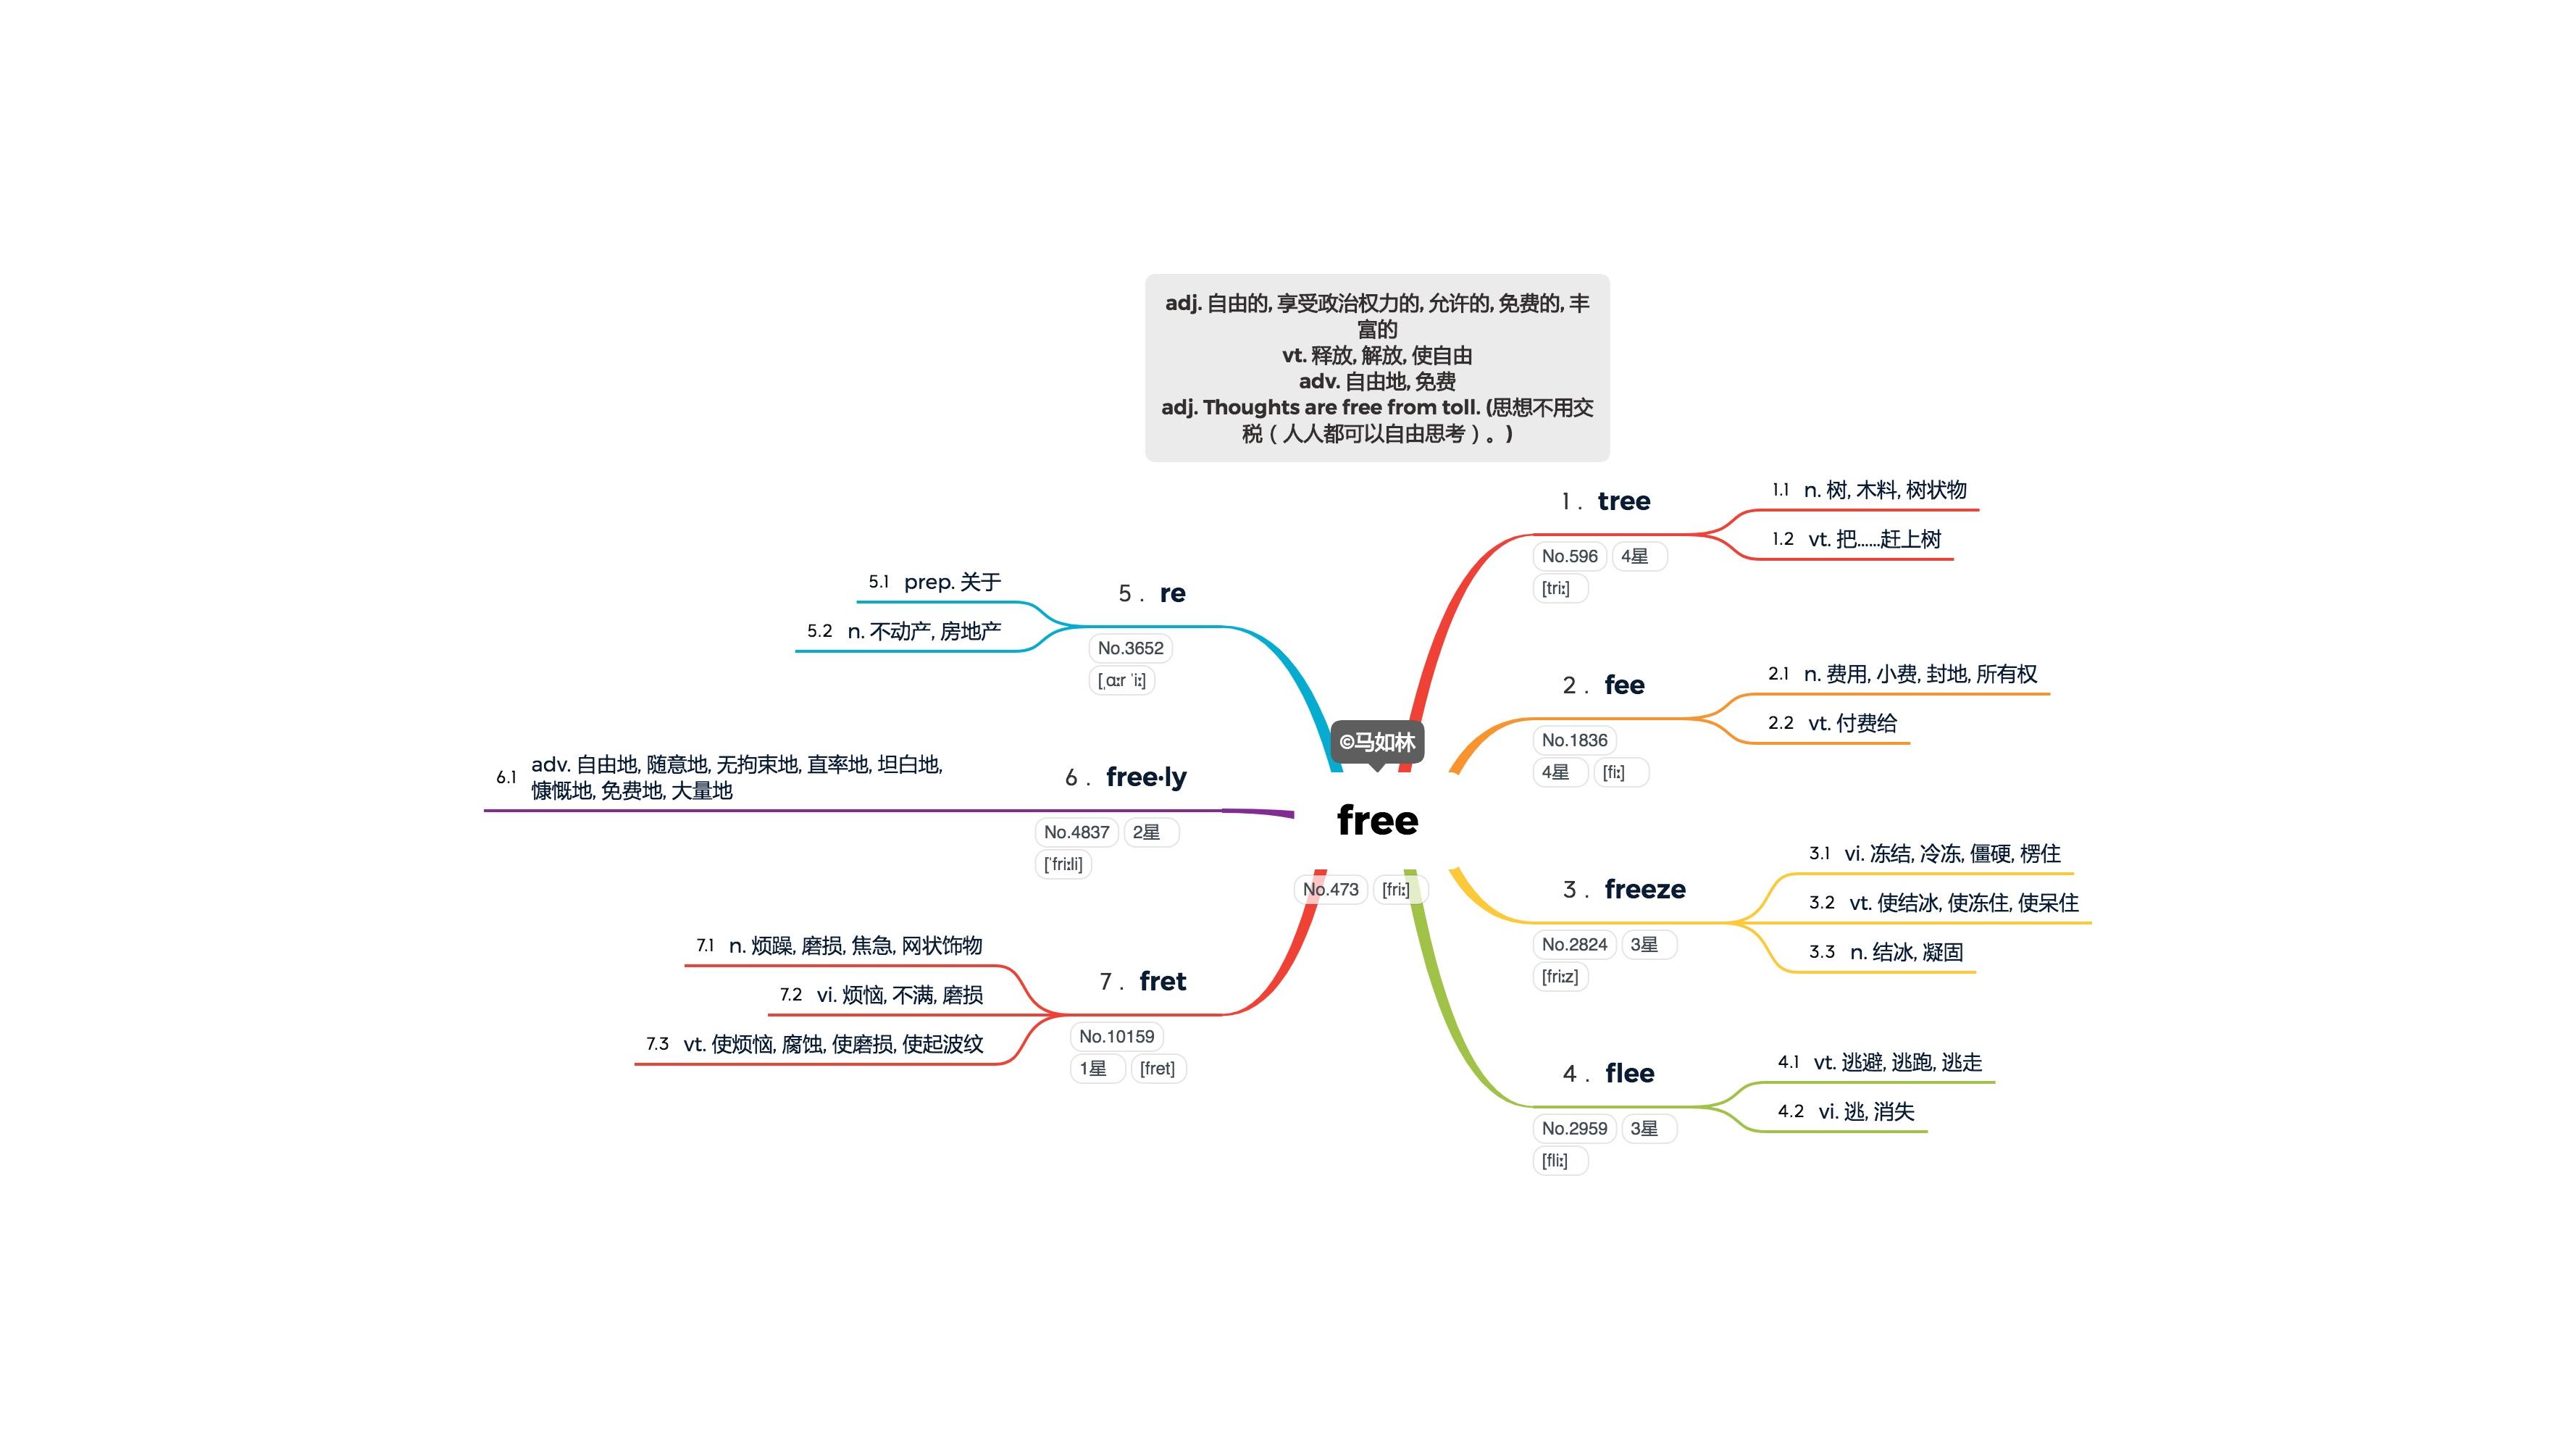 adj. 自由的, 享受政治权力的, 允许的, 免费的, 丰
富的
vt. 释放, 解放, 使自由
adv. 自由地, 免费
adj. Thoughts are free from toll. (思想不用交
税（人人都可以自由思考）。)
©马如林
free
No.473 [friː]
1. tree
No.596 4星
[triː]
1.1 n. 树, 木料, 树状物
1.2 vt. 把……赶上树
2. fee
No.1836
4星 [fiː]
2.1 n. 费用, 小费, 封地, 所有权
2.2 vt. 付费给
3. freeze
No.2824 3星
[friːz]
3.1 vi. 冻结, 冷冻, 僵硬, 楞住
3.2 vt. 使结冰, 使冻住, 使呆住
3.3 n. 结冰, 凝固
4. flee
No.2959 3星
[fliː]
4.1 vt. 逃避, 逃跑, 逃走
4.2 vi. 逃, 消失
5. re
No.3652
[ˌɑːr ˈiː]
5.1 prep. 关于
5.2 n. 不动产, 房地产
6. free·ly
No.4837 2星
[ˈfriːli]
6.1 adv. 自由地, 随意地, 无拘束地, 直率地, 坦白地,
慷慨地, 免费地, 大量地
7. fret
No.10159
1星 [fret]
7.1 n. 烦躁, 磨损, 焦急, 网状饰物
7.2 vi. 烦恼, 不满, 磨损
7.3 vt. 使烦恼, 腐蚀, 使磨损, 使起波纹